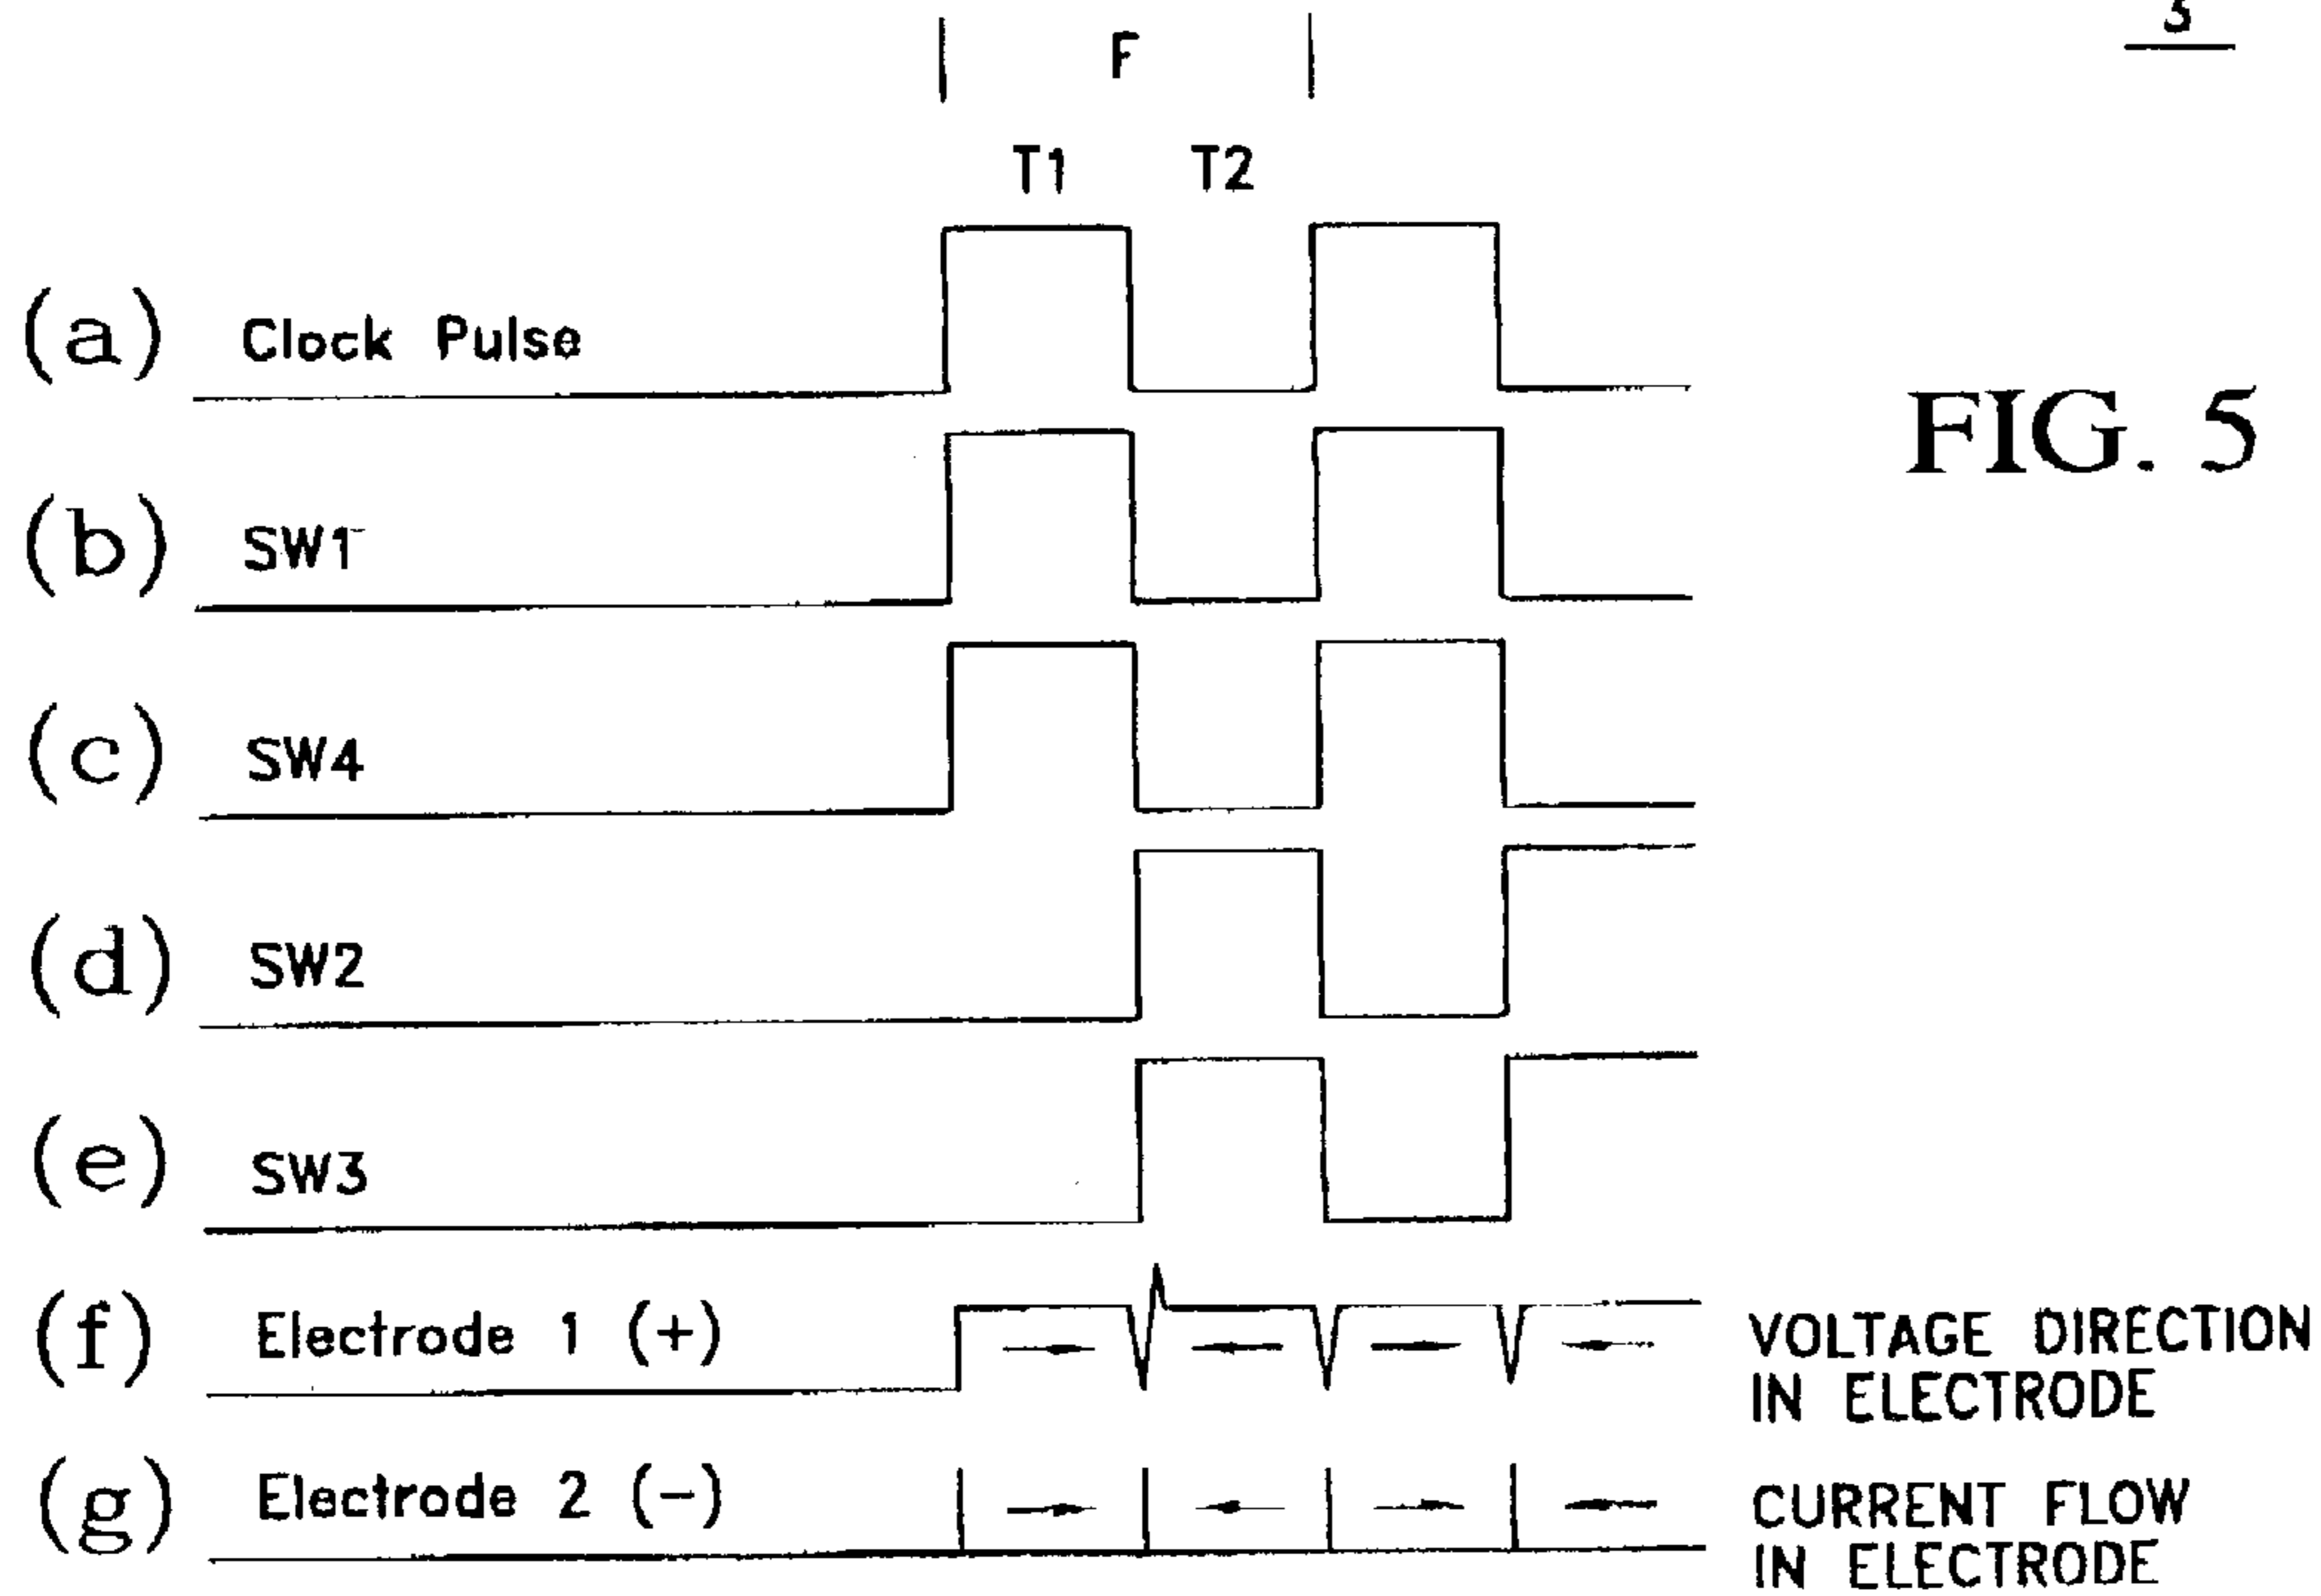 F
T1 T2
(a) Clock Pulse
FIG. 5
(b) SW1
(c) SW4
(d) SW2
(e) SW3
(f) Electrode 1 (+) VOLTAGE DIRECTION
IN ELECTRODE
(g) Electrode 2 (−) CURRENT FLOW
IN ELECTRODE